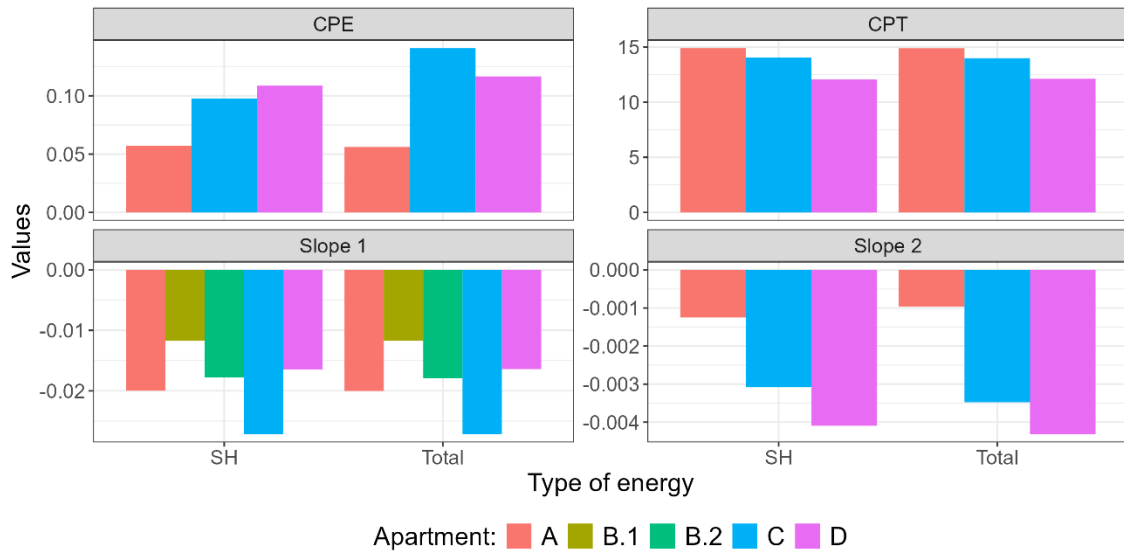 CPE
CPT
0.10
0.05
0.00
15
10
5
0
Values
Slope 1
Slope 2
0.00
-0.01
-0.02
0.000
-0.001
-0.002
-0.003
-0.004
SH
Total
SH
Total
Type of energy
Apartment: A B.1 B.2 C D